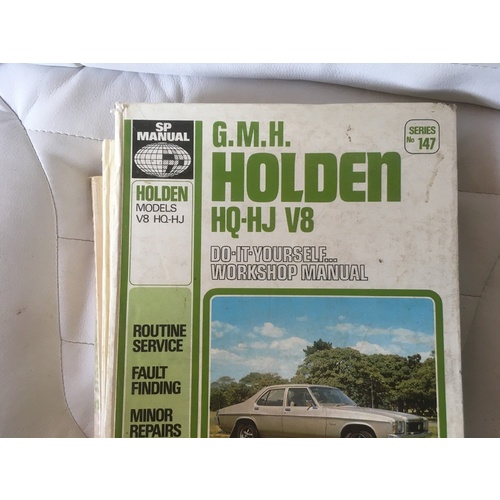 SP
MANUAL
HOLDEN
MODELS
V8 HQ-HJ
ROUTINE
SERVICE
FAULT
FINDING
MINOR
REPAIRS
G.M.H.
HOLDEN
HQ-HJ V8
DO·IT·YOURSELF...
WORKSHOP MANUAL
SERIES
No 147